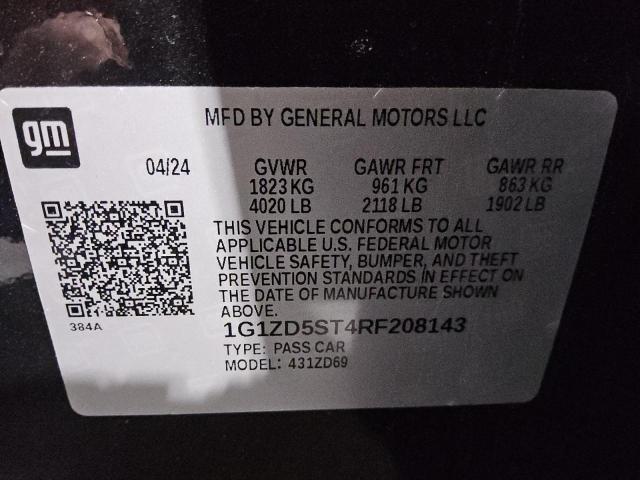 gm
MFD BY GENERAL MOTORS LLC
04/24 GVWR GAWR FRT GAWR RR
1823 KG 961 KG 863 KG
4020 LB 2118 LB 1902 LB
THIS VEHICLE CONFORMS TO ALL
APPLICABLE U.S. FEDERAL MOTOR
VEHICLE SAFETY, BUMPER, AND THEFT
PREVENTION STANDARDS IN EFFECT ON
THE DATE OF MANUFACTURE SHOWN
ABOVE.
384A
1G1ZD5ST4RF208143
TYPE: PASS CAR
MODEL: 431ZD69